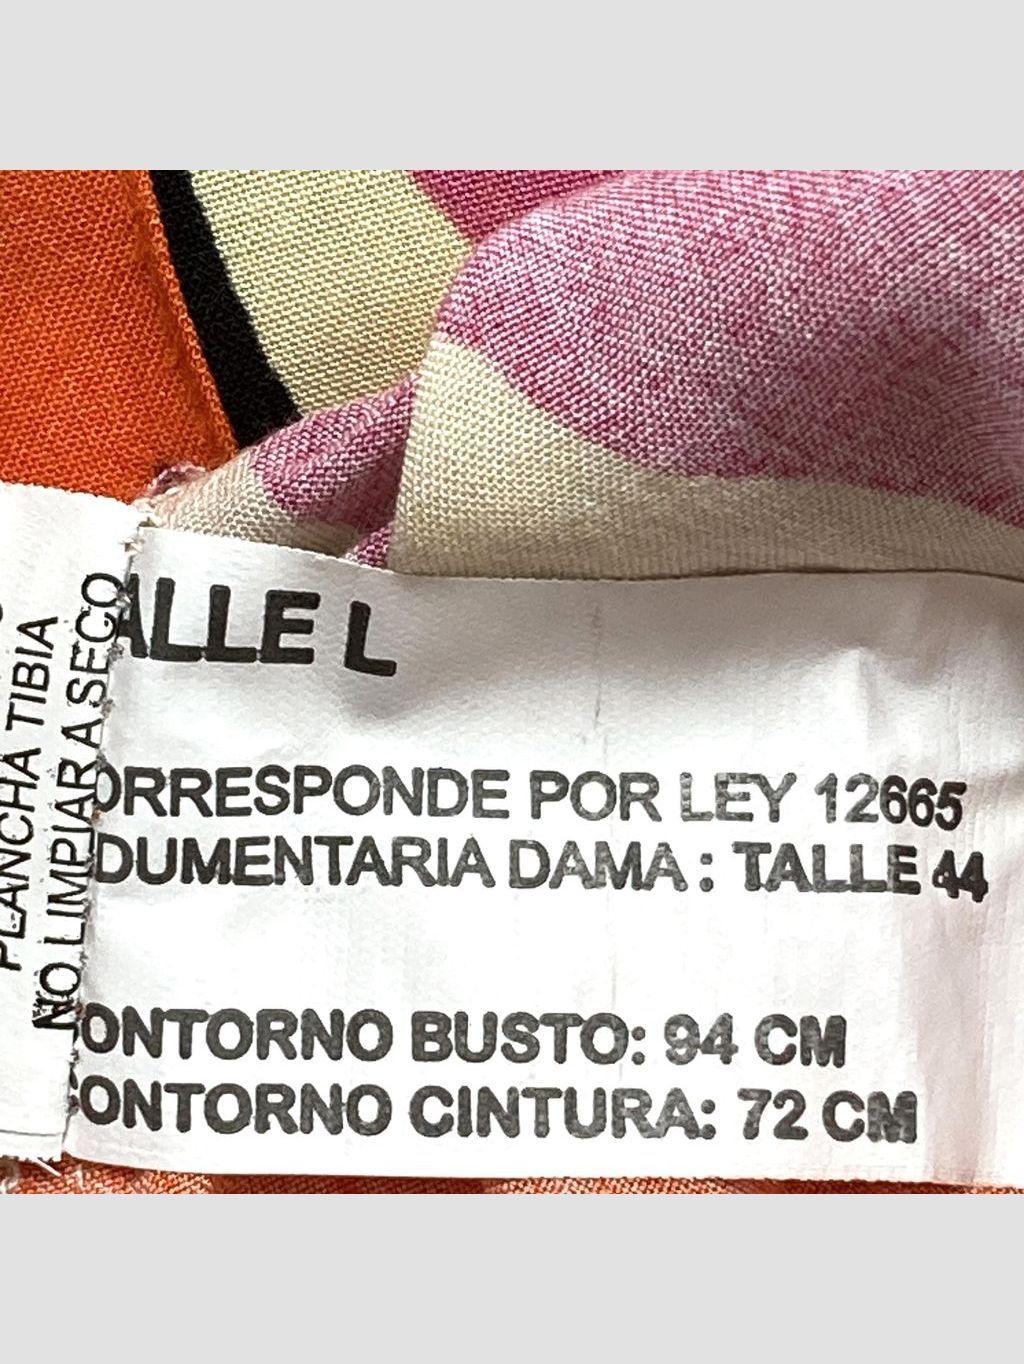 ALLE L
ORRESPONDE POR LEY 12665
DUMENTARIA DAMA: TALLE 44
ONTORNO BUSTO: 94 CM
CONTORNO CINTURA: 72 CM
PLANCHA TIBIA
NO LIMPIAR A SECO